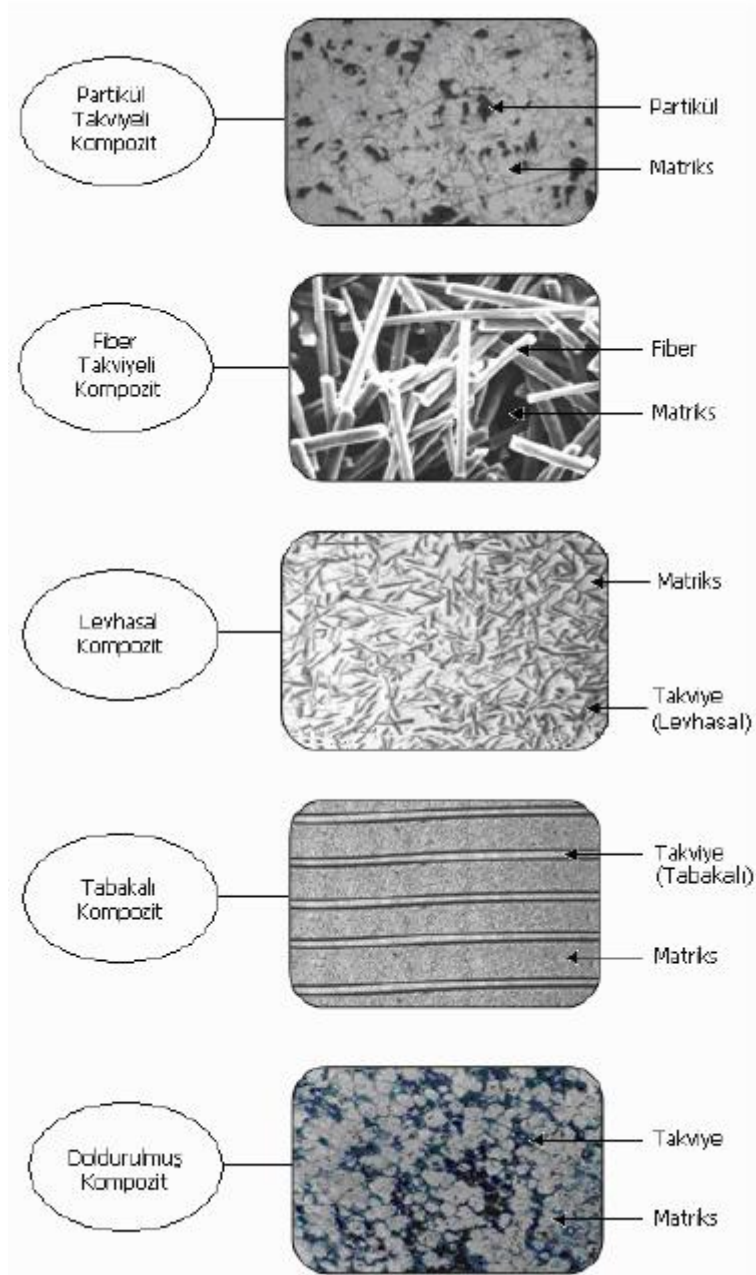 Partikül
Takviyeli
Kompozit
Partikül
Matriks
Fiber
Takviyeli
Kompozit
Fiber
Matriks
Levhasal
Kompozit
Matriks
Takviye
(Levhasal)
Tabakalı
Kompozit
Takviye
(Tabakalı)
Matriks
Doldurulmuş
Kompozit
Takviye
Matriks